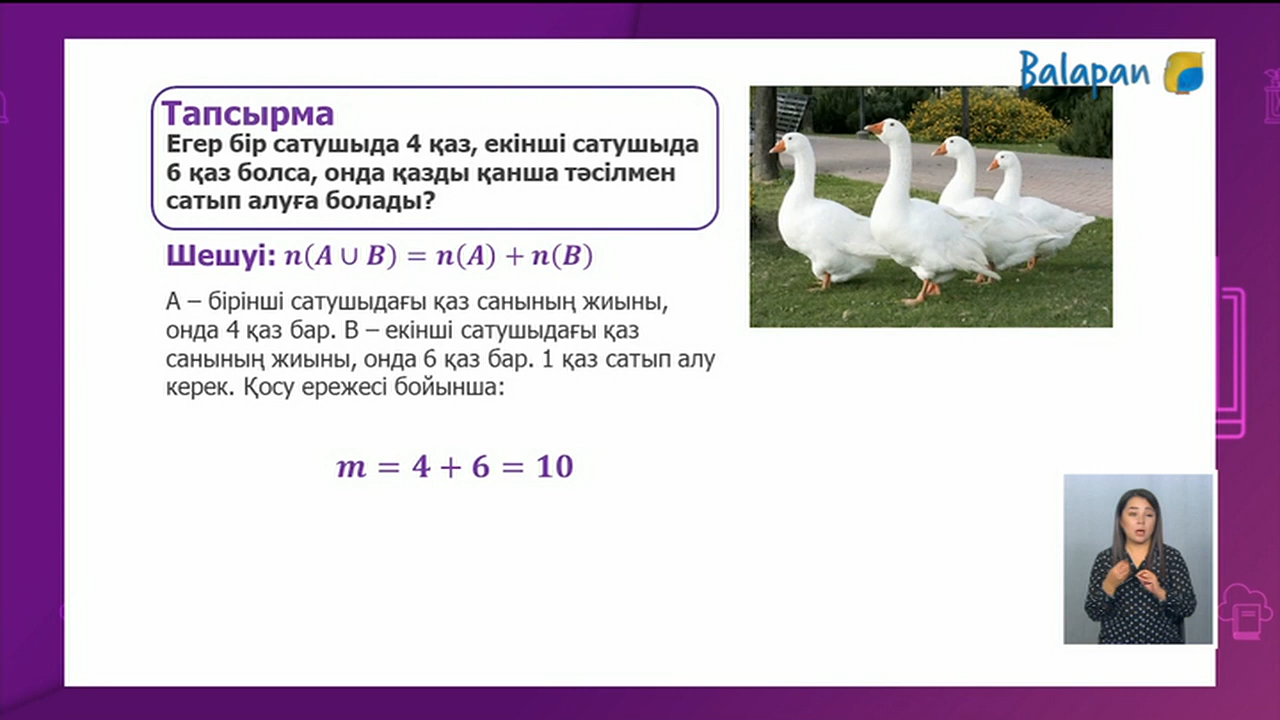 Balapan
Тапсырма
Егер бір сатушыда 4 қаз, екінші сатушыда
6 қаз болса, онда қазды қанша тәсілмен
сатып алуға болады?
Шешуі: n(A ∪ B) = n(A) + n(B)
А – бірінші сатушыдағы қаз санының жиыны,
онда 4 қаз бар. В – екінші сатушыдағы қаз
санының жиыны, онда 6 қаз бар. 1 қаз сатып алу
керек. Қосу ережесі бойынша:
m = 4 + 6 = 10